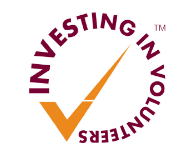 INVESTING IN VOLUNTEERS
TM